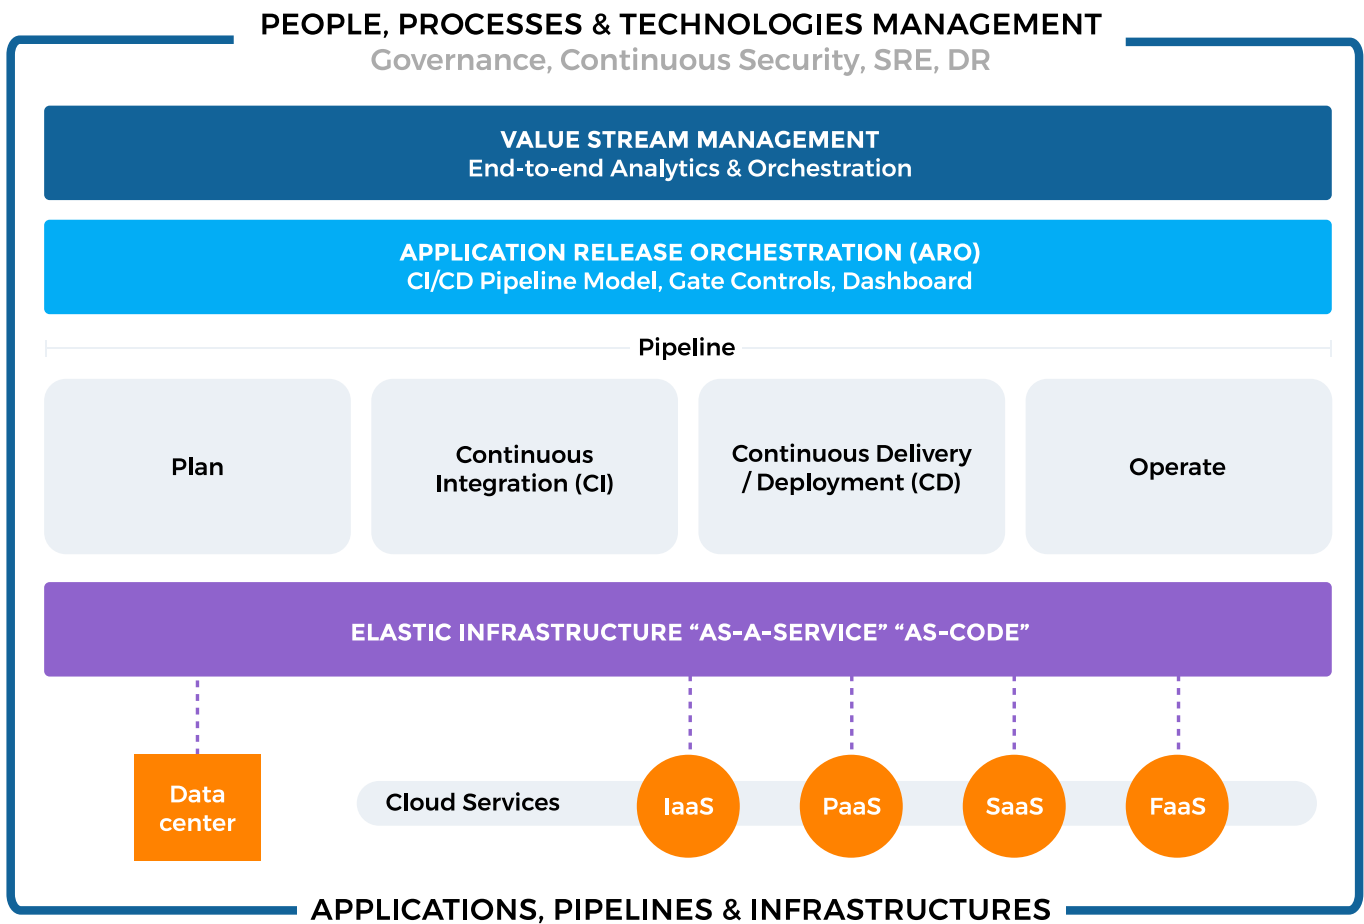 PEOPLE, PROCESSES & TECHNOLOGIES MANAGEMENT
Governance, Continuous Security, SRE, DR
VALUE STREAM MANAGEMENT
End-to-end Analytics & Orchestration
APPLICATION RELEASE ORCHESTRATION (ARO)
CI/CD Pipeline Model, Gate Controls, Dashboard
Pipeline
Plan
Continuous
Integration (CI)
Continuous Delivery
/ Deployment (CD)
Operate
ELASTIC INFRASTRUCTURE “AS-A-SERVICE” “AS-CODE”
Data
center
Cloud Services
IaaS
PaaS
SaaS
FaaS
APPLICATIONS, PIPELINES & INFRASTRUCTURES